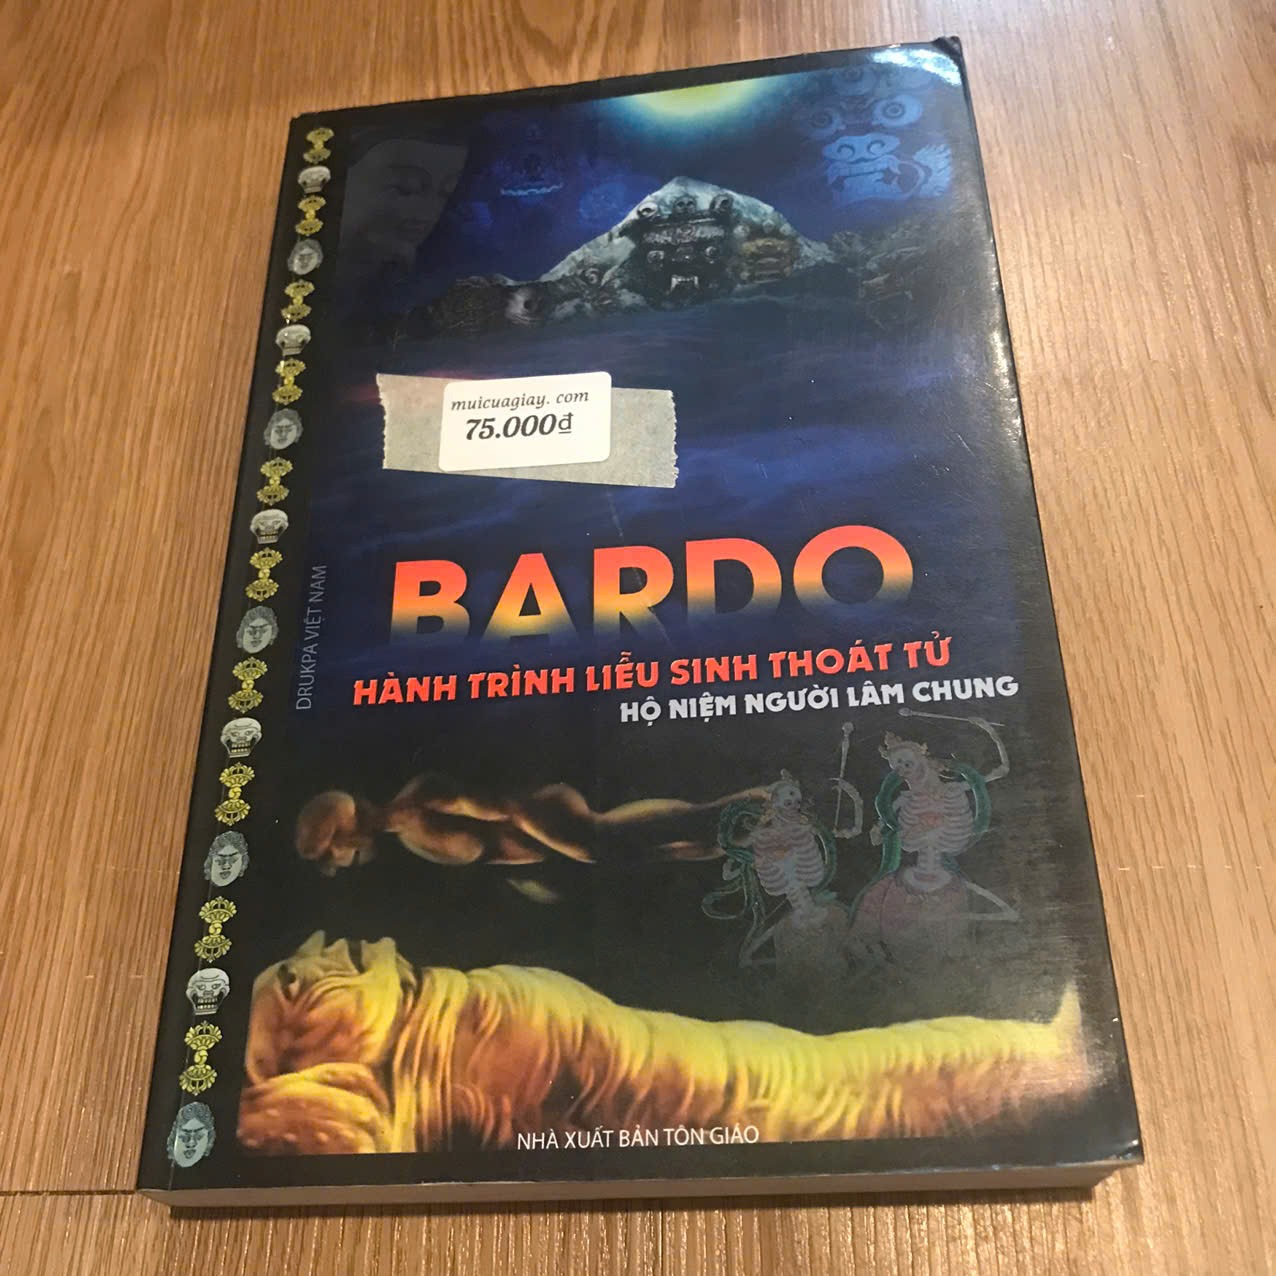 muicuagiay. com
75.000đ
DRUKPA VIỆT NAM
BARDO
HÀNH TRÌNH LIỄU SINH THOÁT TỬ
HỘ NIỆM NGƯỜI LÂM CHUNG
NHÀ XUẤT BẢN TÔN GIÁO